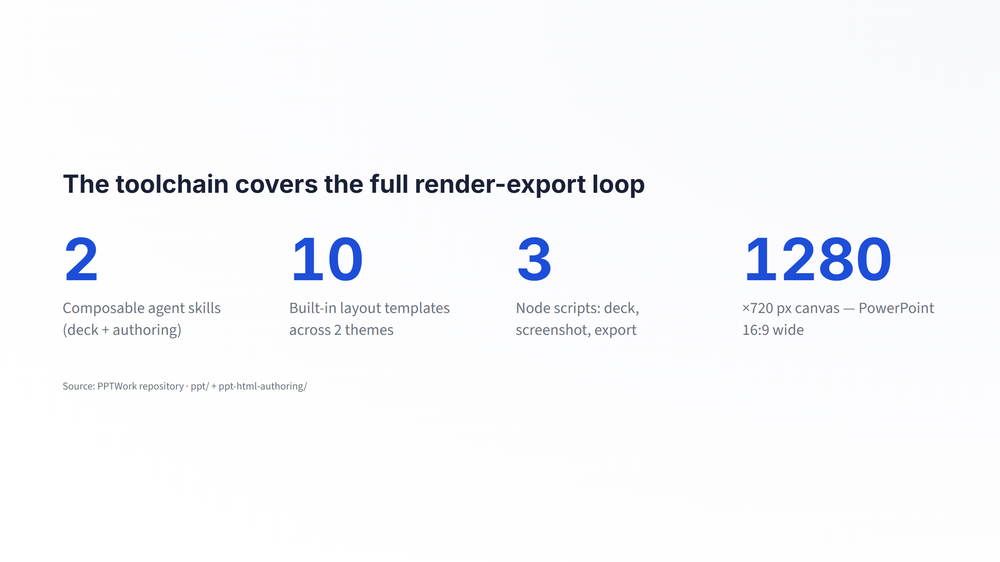 The toolchain covers the full render-export loop
2
Composable agent skills
(deck + authoring)
10
Built-in layout templates
across 2 themes
3
Node scripts: deck,
screenshot, export
1280
×720 px canvas — PowerPoint
16:9 wide
Source: PPTWork repository · ppt/ + ppt-html-authoring/